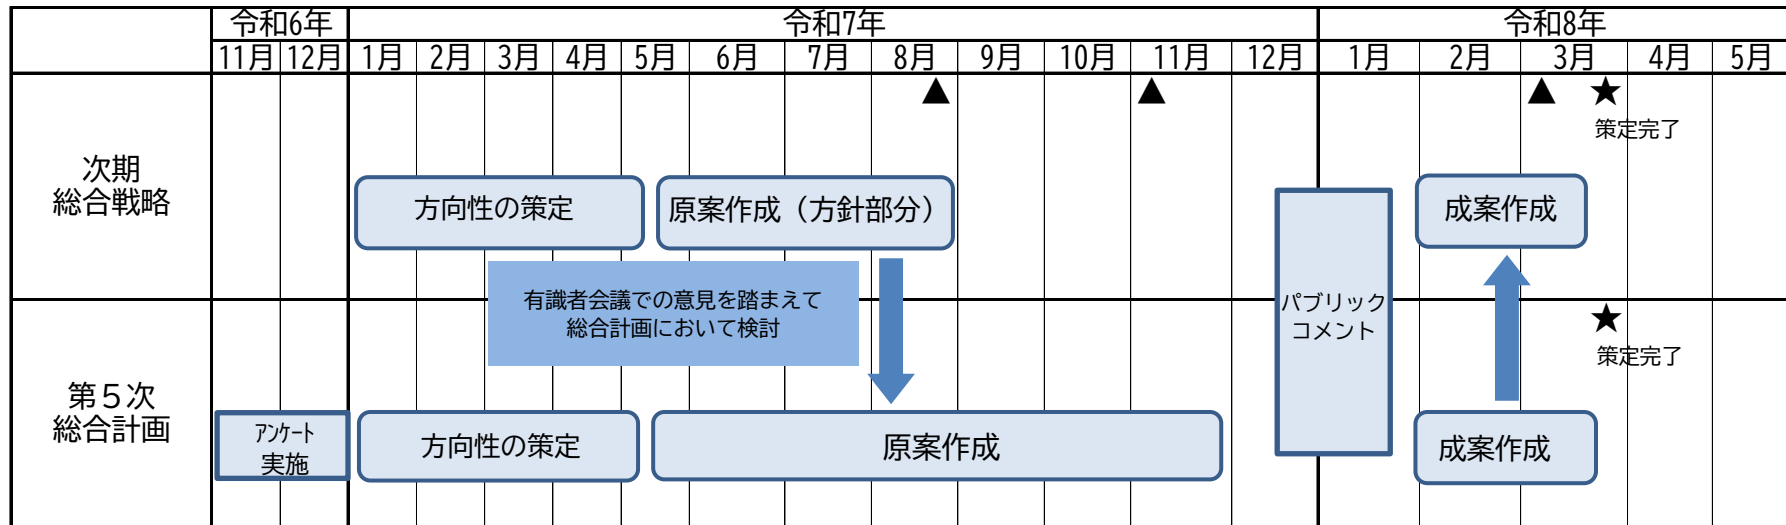 令和6年 令和7年 令和8年
11月 12月 1月 2月 3月 4月 5月 6月 7月 8月 9月 10月 11月 12月 1月 2月 3月 4月 5月
▲ ▲ ▲ ★
策定完了
次期
総合戦略
方向性の策定 原案作成（方針部分） 成案作成
有識者会議での意見を踏まえて
総合計画において検討
パブリック
コメント
★
策定完了
第５次
総合計画
アンケート
実施
方向性の策定 原案作成 成案作成